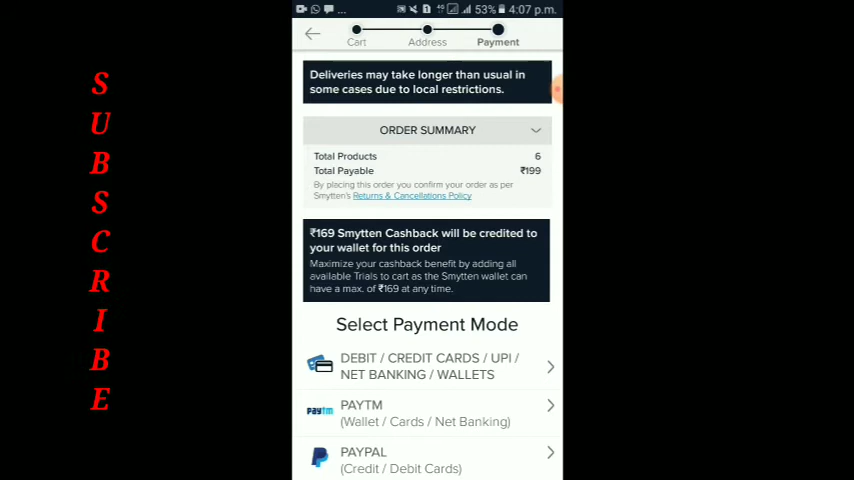 4G 53% 4:07 p.m.
Cart Address Payment
Deliveries may take longer than usual in
some cases due to local restrictions.
ORDER SUMMARY
Total Products 6
Total Payable ₹199
By placing this order you confirm your order as per
Smytten's Returns & Cancellations Policy
₹169 Smytten Cashback will be credited to
your wallet for this order
Maximize your cashback benefit by adding all
available Trials to cart as the Smytten wallet can
have a max. of ₹169 at any time.
Select Payment Mode
DEBIT / CREDIT CARDS / UPI /
NET BANKING / WALLETS
paytm PAYTM
(Wallet / Cards / Net Banking)
PAYPAL
(Credit / Debit Cards)
SUBSCRIBE